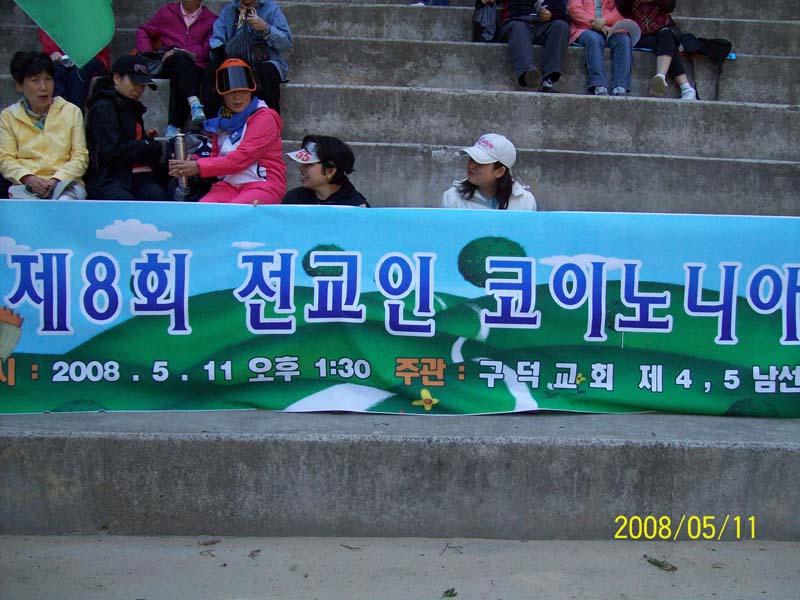 제8회 전교인 코이노니아
시 : 2008 . 5 . 11 오후 1:30 주관 : 구덕교회 제 4 , 5 남선
2008/05/11